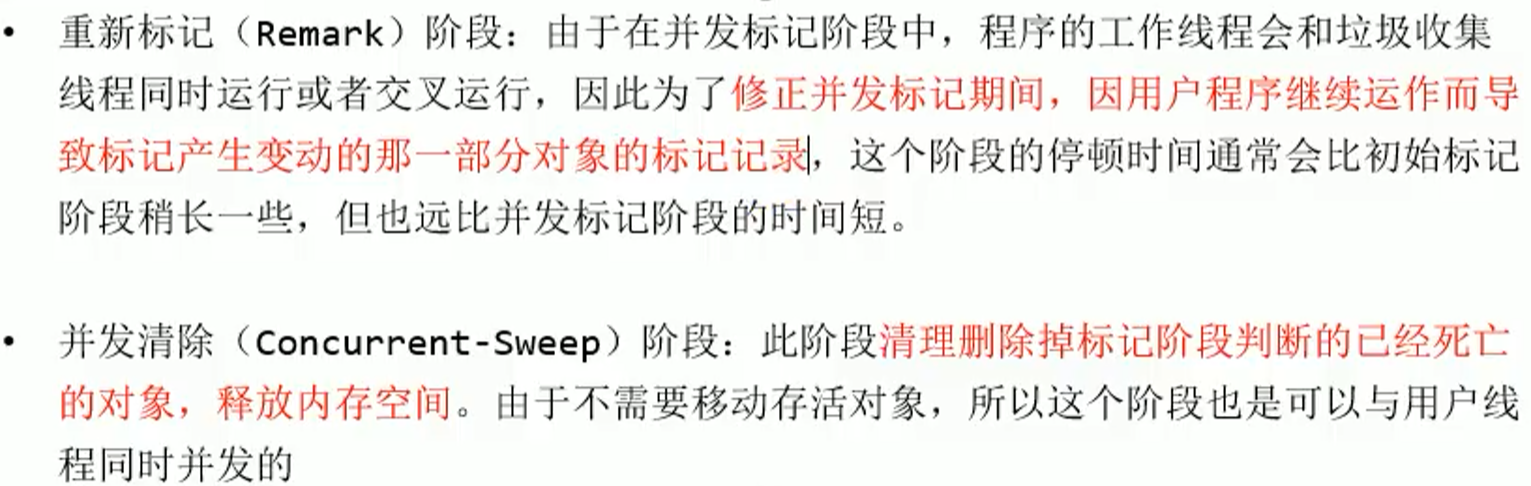 • 重新标记（Remark）阶段：由于在并发标记阶段中，程序的工作线程会和垃圾收集
线程同时运行或者交叉运行，因此为了修正并发标记期间，因用户程序继续运作而导
致标记产生变动的那一部分对象的标记记录，这个阶段的停顿时间通常会比初始标记
阶段稍长一些，但也远比并发标记阶段的时间短。
• 并发清除（Concurrent-Sweep）阶段：此阶段清理删除掉标记阶段判断的已经死亡
的对象，释放内存空间。由于不需要移动存活对象，所以这个阶段也是可以与用户线
程同时并发的